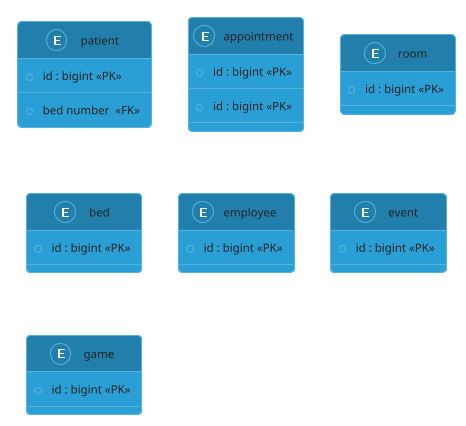 E patient
id : bigint «PK»
bed number «FK»
E appointment
id : bigint «PK»
id : bigint «PK»
E room
id : bigint «PK»
E bed
id : bigint «PK»
E employee
id : bigint «PK»
E event
id : bigint «PK»
E game
id : bigint «PK»